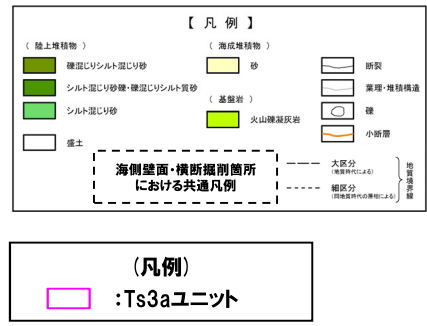 【 凡 例 】
( 陸上堆積物 )
礫混じりシルト混じり砂
シルト混じり砂礫・礫混じりシルト質砂
シルト混じり砂
盛土
( 海成堆積物 )
砂
( 基盤岩 )
火山礫凝灰岩
断裂
葉理・堆積構造
礫
小断層
海側壁面・横断掘削箇所
における共通凡例
大区分
(地質時代による)
細区分
(同地質時代の層相による)
地質境界線
(凡例)
:Ts3aユニット